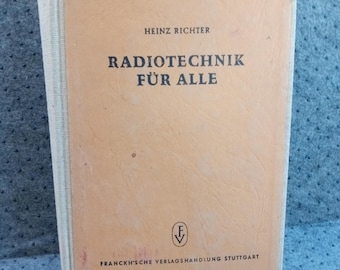 HEINZ RICHTER
RADIOTECHNIK
FÜR ALLE
FV
FRANCKH'SCHE VERLAGSHANDLUNG STUTTGART